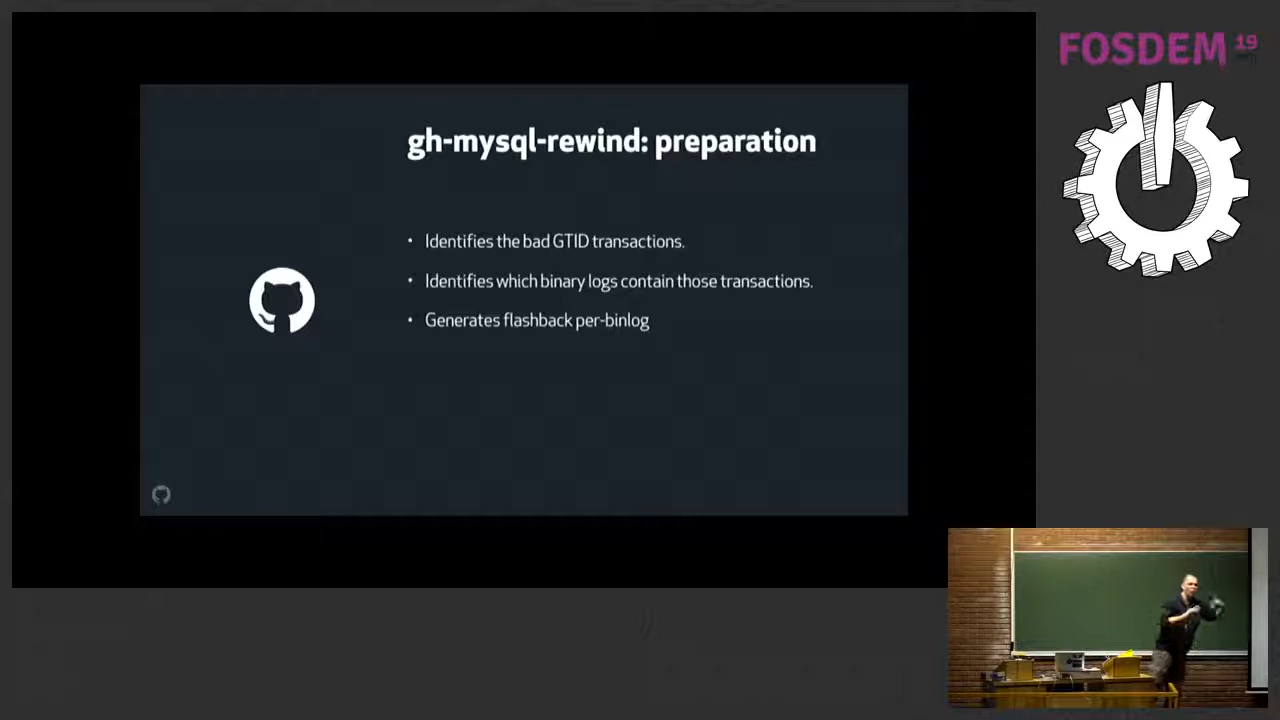 FOSDEM 19
gh-mysql-rewind: preparation
• Identifies the bad GTID transactions.
• Identifies which binary logs contain those transactions.
• Generates flashback per-binlog